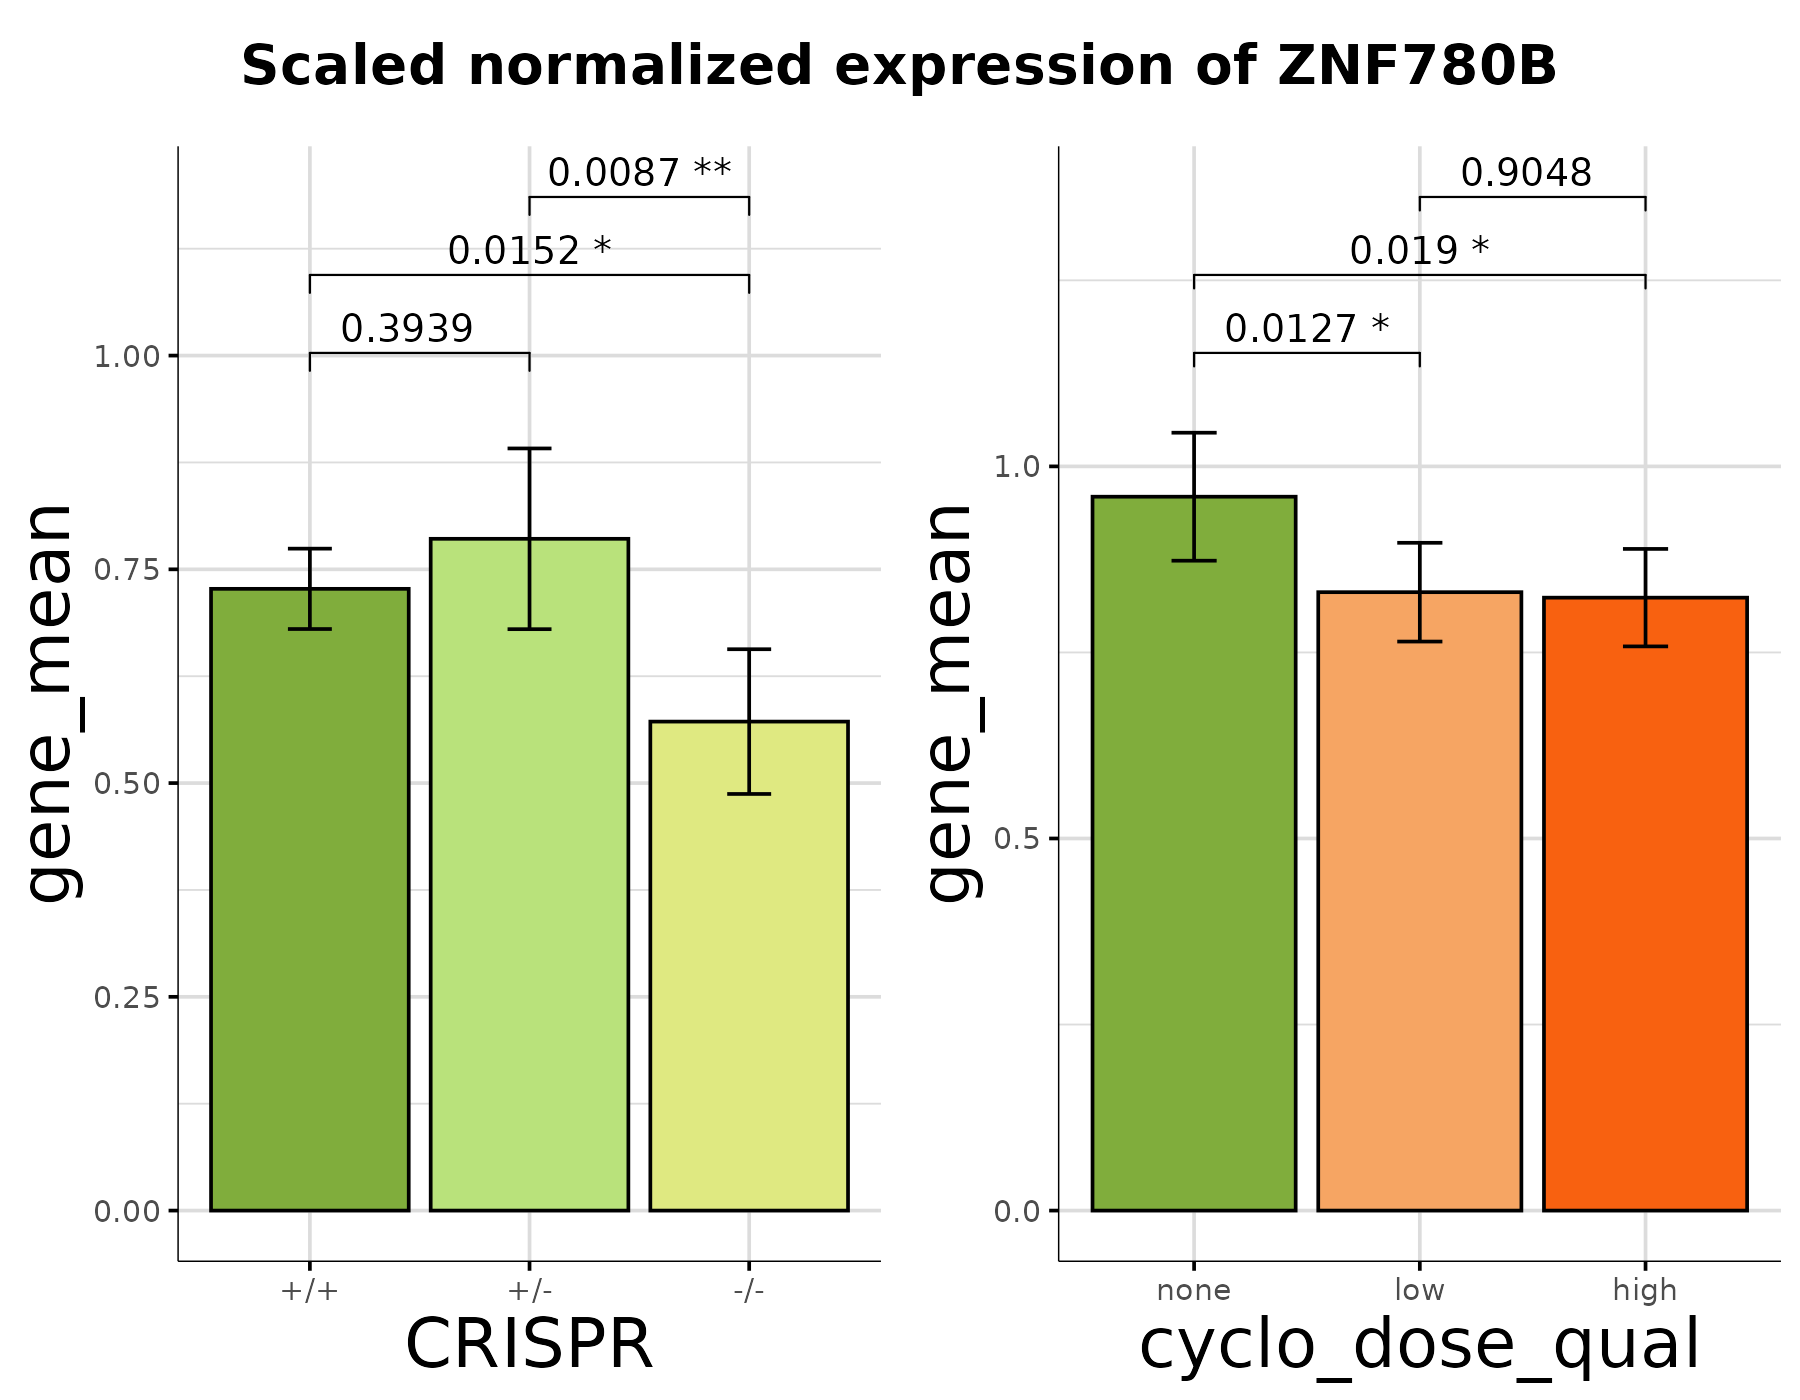 Scaled normalized expression of ZNF780B
gene_mean
0.0087 **
0.0152 *
0.3939
1.00
0.75
0.50
0.25
0.00
+/+ +/- -/-
CRISPR
gene_mean
0.9048
0.019 *
0.0127 *
1.0
0.5
0.0
none low high
cyclo_dose_qual